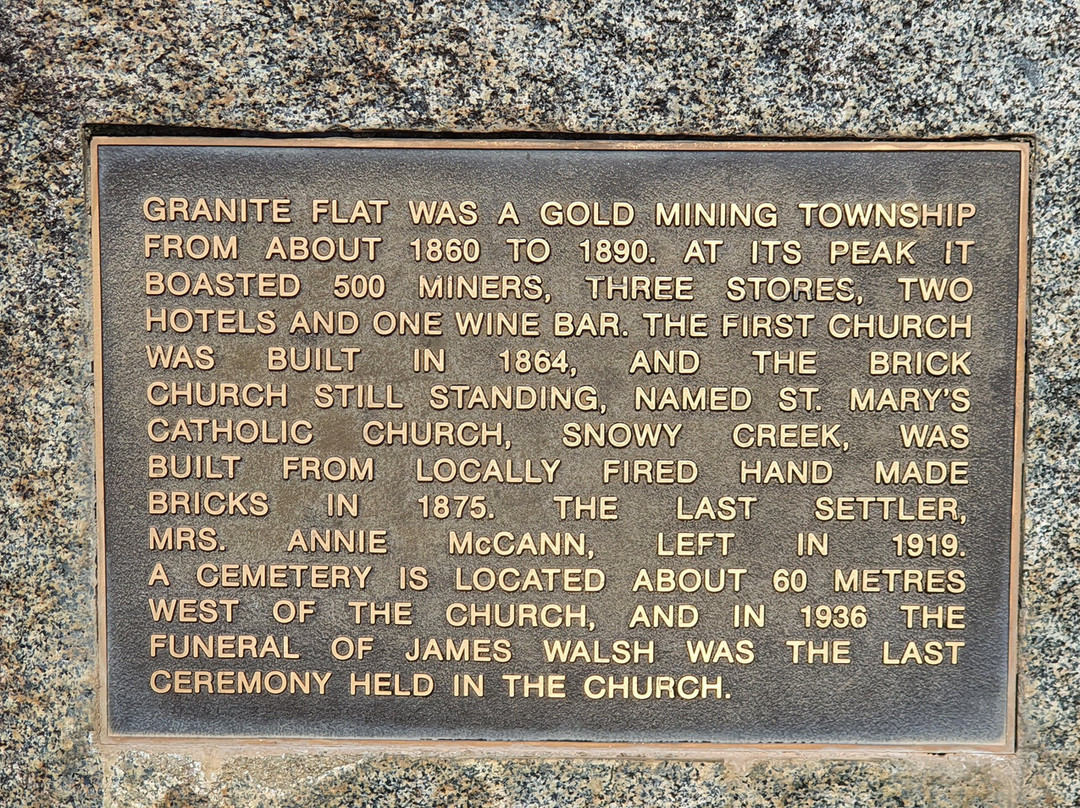 GRANITE FLAT WAS A GOLD MINING TOWNSHIP
FROM ABOUT 1860 TO 1890. AT ITS PEAK IT
BOASTED 500 MINERS, THREE STORES, TWO
HOTELS AND ONE WINE BAR. THE FIRST CHURCH
WAS BUILT IN 1864, AND THE BRICK
CHURCH STILL STANDING, NAMED ST. MARY'S
CATHOLIC CHURCH, SNOWY CREEK, WAS
BUILT FROM LOCALLY FIRED HAND MADE
BRICKS IN 1875. THE LAST SETTLER,
MRS. ANNIE McCANN, LEFT IN 1919.
A CEMETERY IS LOCATED ABOUT 60 METRES
WEST OF THE CHURCH, AND IN 1936 THE
FUNERAL OF JAMES WALSH WAS THE LAST
CEREMONY HELD IN THE CHURCH.